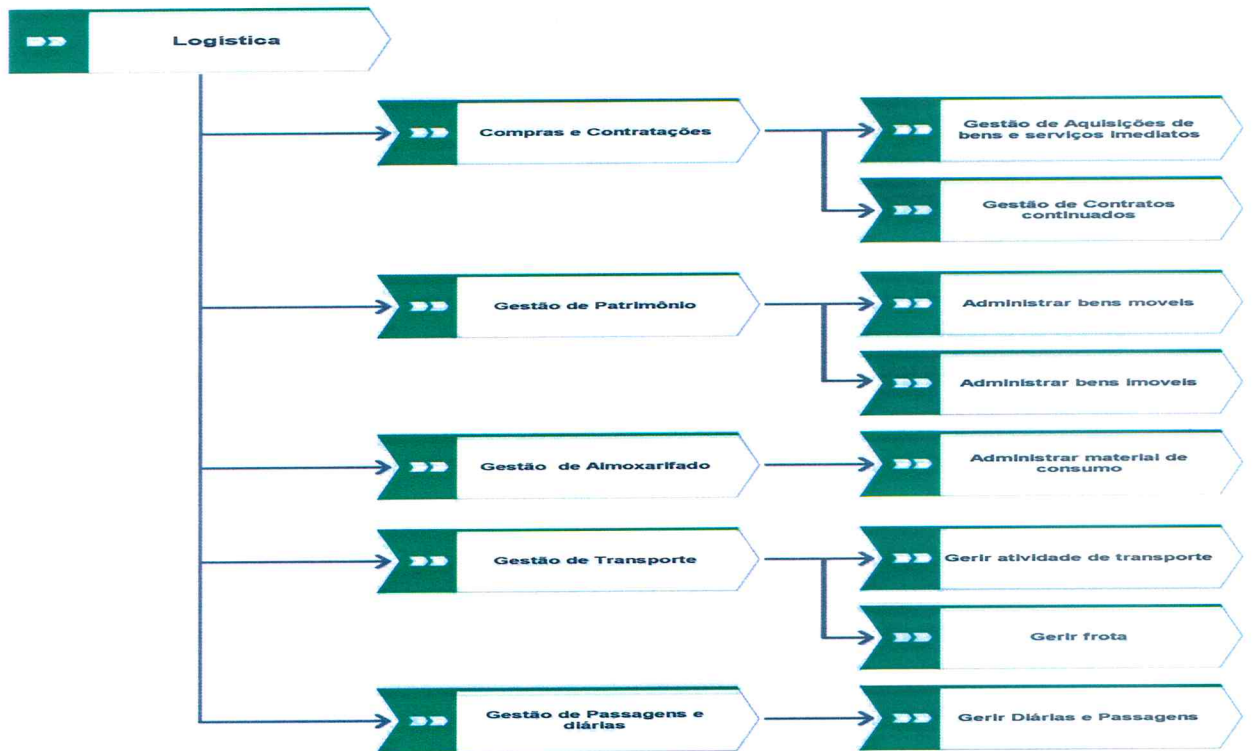 Logística
Compras e Contratações
Gestão de Aquisições de
bens e serviços imediatos
Gestão de Contratos
continuados
Gestão de Patrimônio
Administrar bens moveis
Administrar bens imoveis
Gestão de Almoxarifado
Administrar material de
consumo
Gestão de Transporte
Gerir atividade de transporte
Gerir frota
Gestão de Passagens e
diárias
Gerir Diárias e Passagens